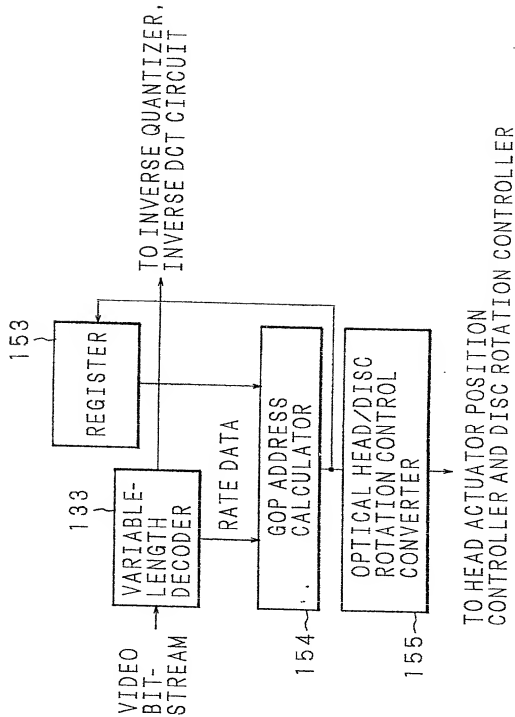 VIDEO
BIT-
STREAM
133
VARIABLE-
LENGTH
DECODER
153
REGISTER
TO INVERSE QUANTIZER,
INVERSE DCT CIRCUIT
RATE DATA
154
GOP ADDRESS
CALCULATOR
155
OPTICAL HEAD/DISC
ROTATION CONTROL
CONVERTER
TO HEAD ACTUATOR POSITION
CONTROLLER AND DISC ROTATION CONTROLLER